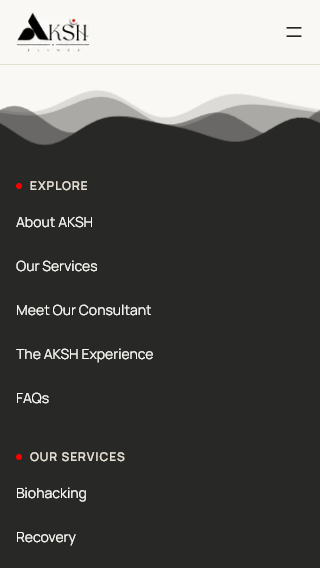 AKSH
EXPLORE
About AKSH
Our Services
Meet Our Consultant
The AKSH Experience
FAQs
OUR SERVICES
Biohacking
Recovery